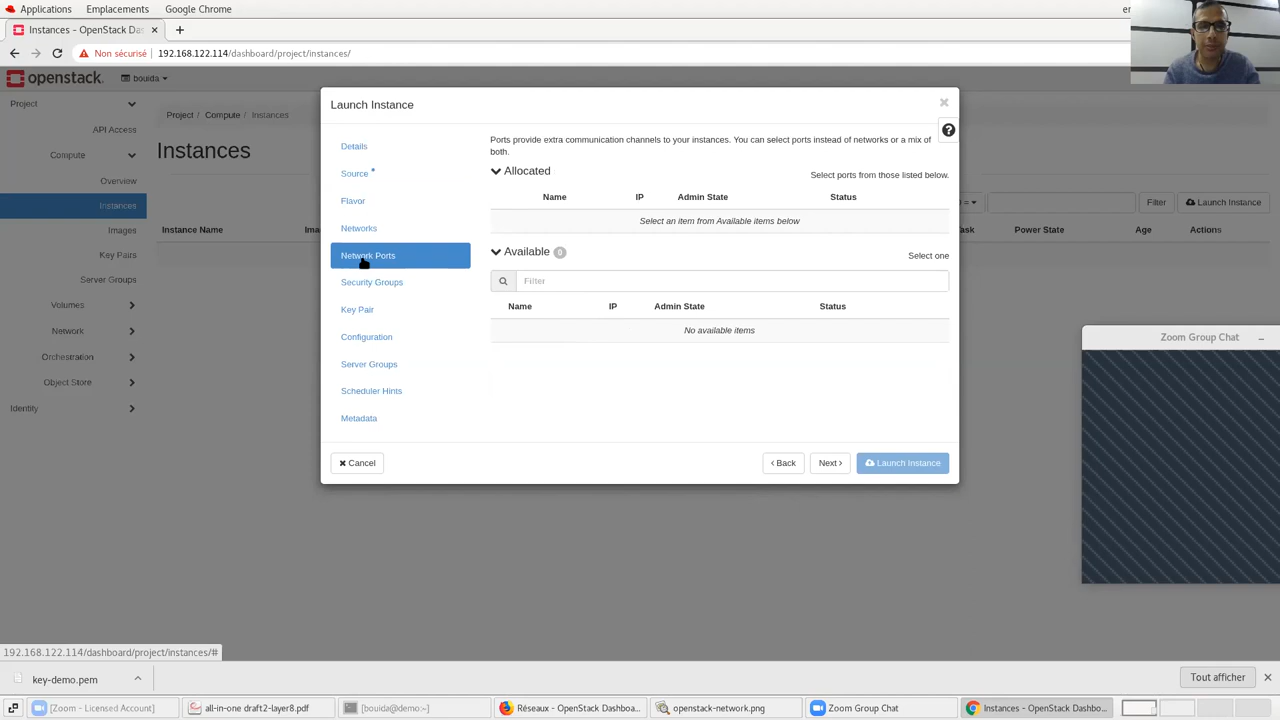 Applications Emplacements Google Chrome
Instances - OpenStack Da
Non sécurisé 192.168.122.114/dashboard/project/instances/
openstack. bouida
Project
API Access
Compute
Overview
Instances
Images
Key Pairs
Server Groups
Volumes
Network
Orchestration
Object Store
Identity
Project / Compute / Instances
Instances
Filter Launch Instance
Instance Name Power State Age Actions
Launch Instance
Details
Source *
Flavor
Networks
Network Ports
Security Groups
Key Pair
Configuration
Server Groups
Scheduler Hints
Metadata
Ports provide extra communication channels to your instances. You can select ports instead of networks or a mix of
both.
Allocated Select ports from those listed below.
Name IP Admin State Status
Select an item from Available items below
Available 0 Select one
Filter
Name IP Admin State Status
No available items
Cancel Back Next Launch Instance
Zoom Group Chat
192.168.122.114/dashboard/project/instances/#
key-demo.pem Tout afficher
[Zoom - Licensed Account] all-in-one draft2-layer8.pdf [bouida@demo:~] Réseaux - OpenStack Dashboa... openstack-network.png Zoom Group Chat Instances - OpenStack Dashbo...